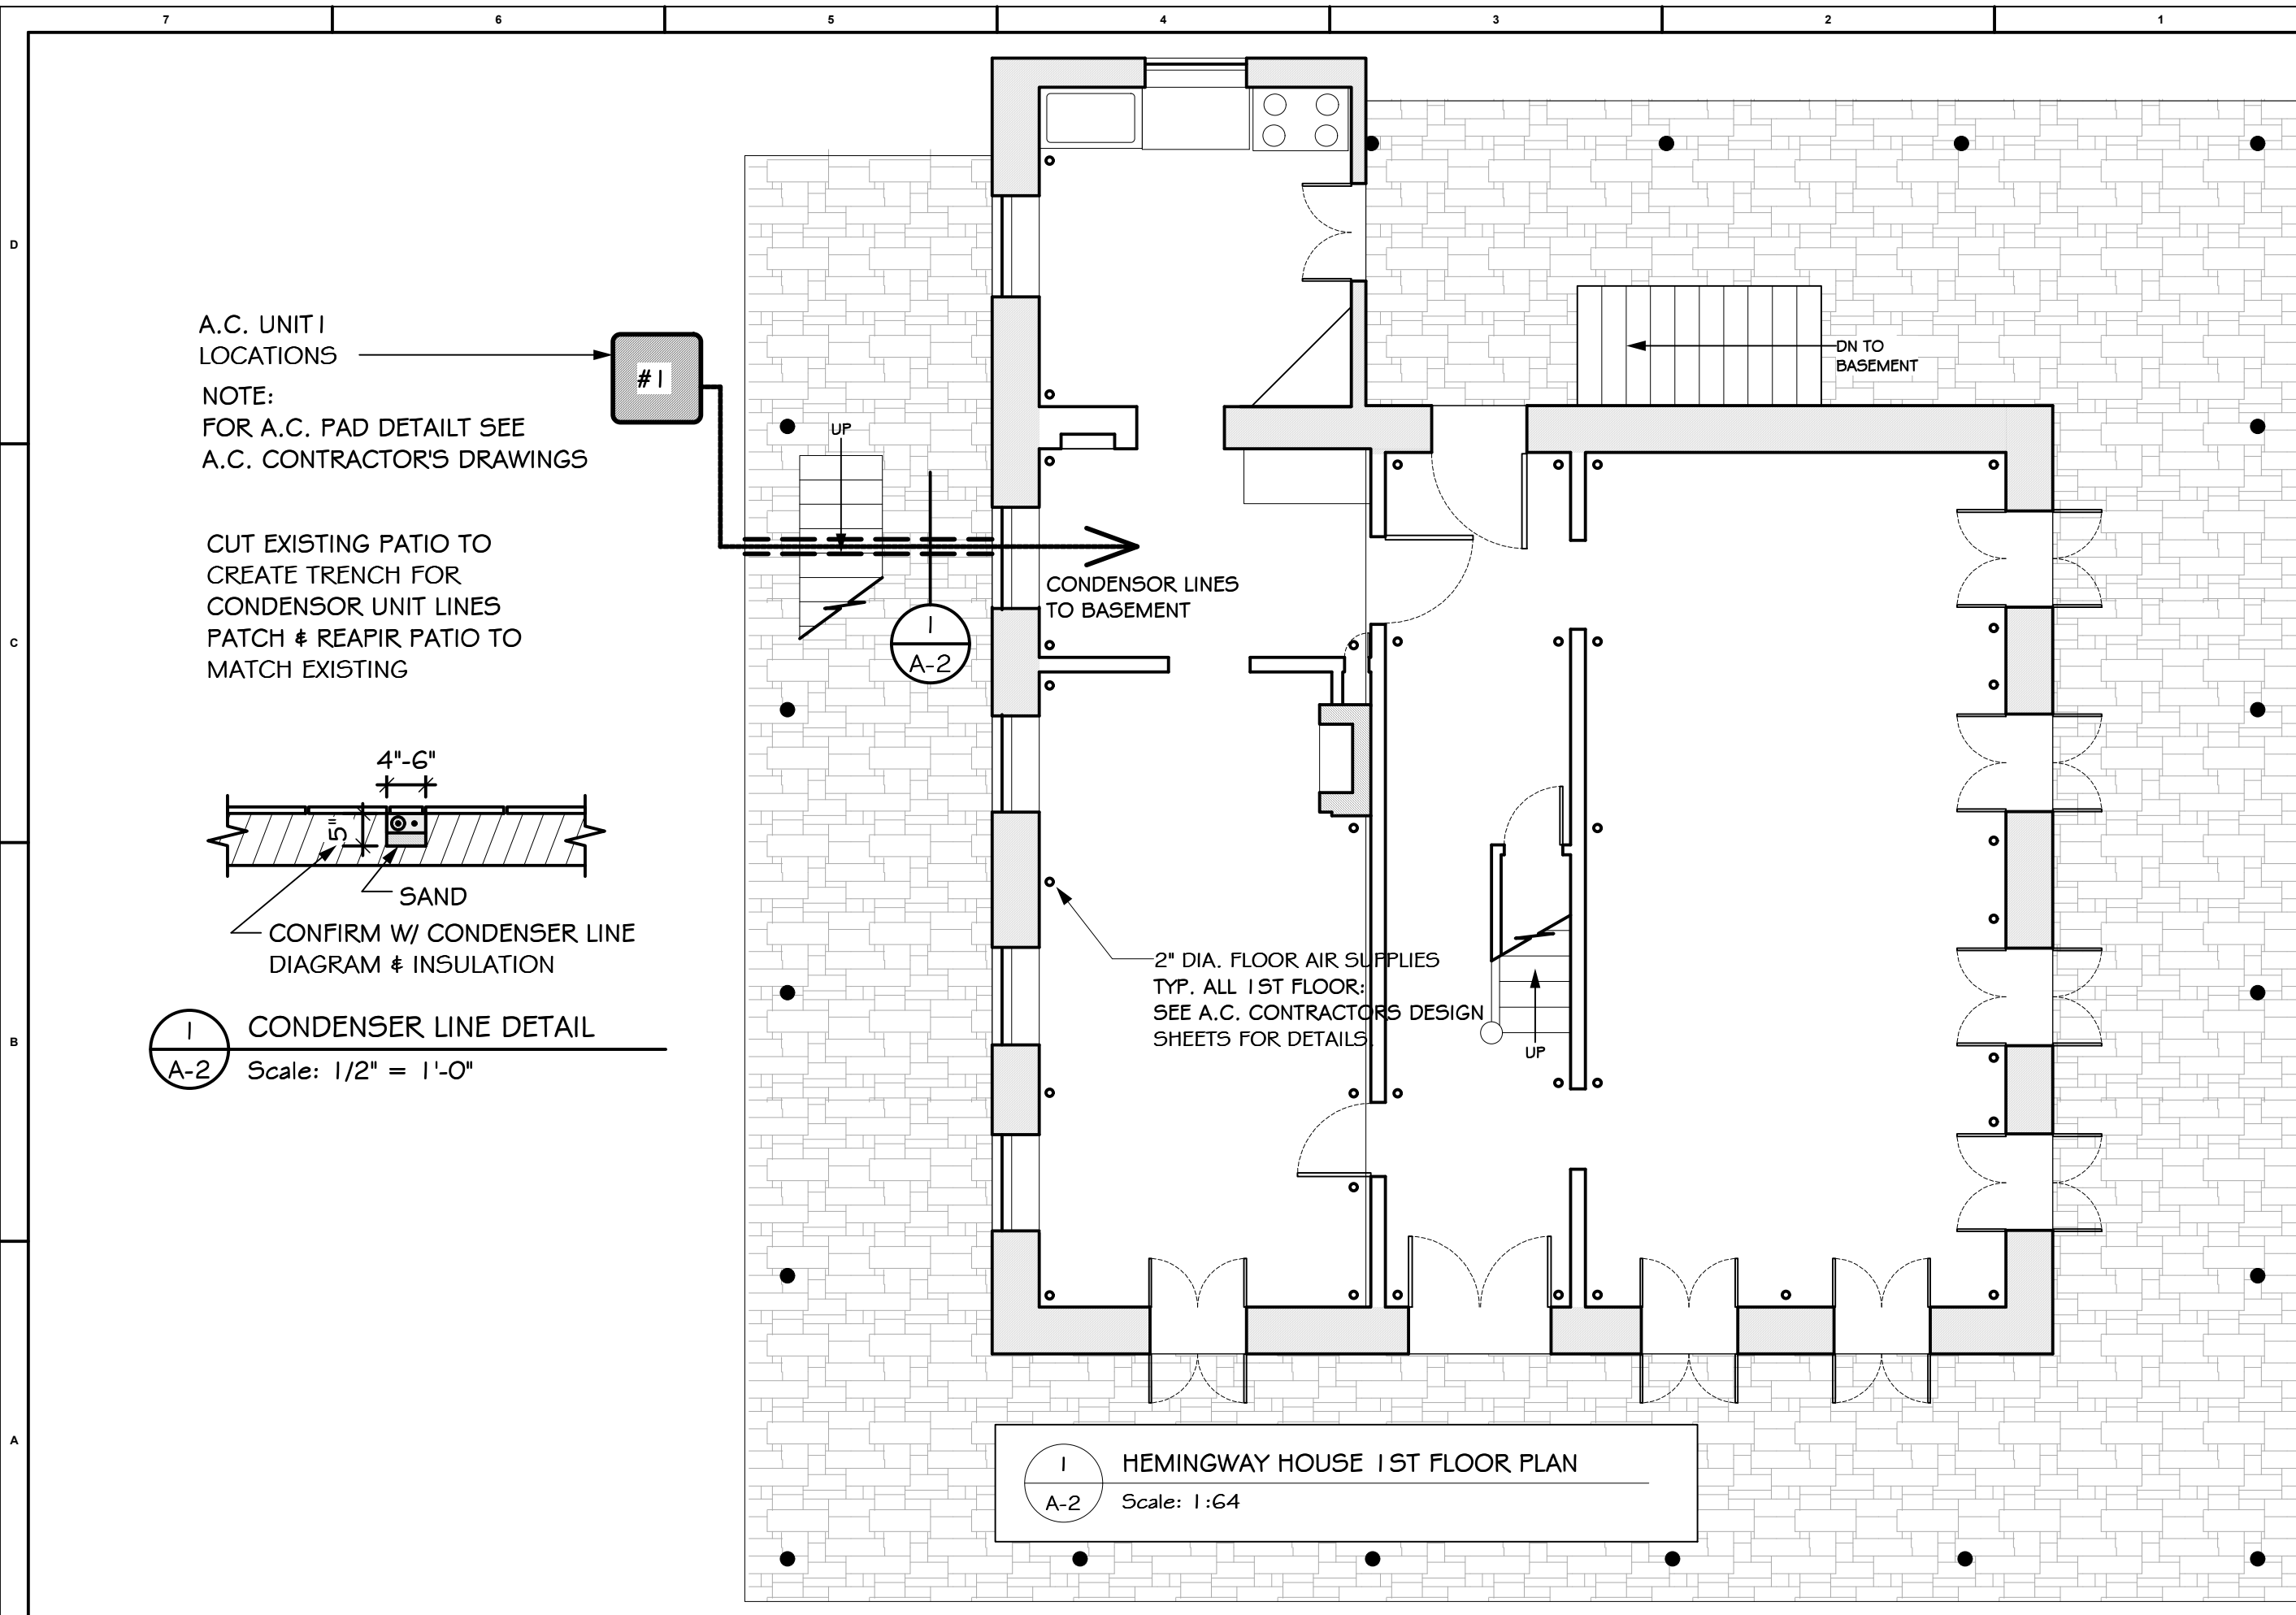 7 6 5 4 3 2 1
D
C
B
A
A.C. UNIT1
LOCATIONS
#1
NOTE:
FOR A.C. PAD DETAILT SEE
A.C. CONTRACTOR'S DRAWINGS
CUT EXISTING PATIO TO
CREATE TRENCH FOR
CONDENSOR UNIT LINES
PATCH & REAPIR PATIO TO
MATCH EXISTING
4"-6"
5"
SAND
CONFIRM W/ CONDENSER LINE
DIAGRAM & INSULATION
1
A-2
CONDENSER LINE DETAIL
Scale: 1/2" = 1'-0"
UP
1
A-2
CONDENSOR LINES
TO BASEMENT
DN TO
BASEMENT
2" DIA. FLOOR AIR SUPPLIES
TYP. ALL 1ST FLOOR:
SEE A.C. CONTRACTORS DESIGN
SHEETS FOR DETAILS.
UP
1
A-2
HEMINGWAY HOUSE 1ST FLOOR PLAN
Scale: 1:64